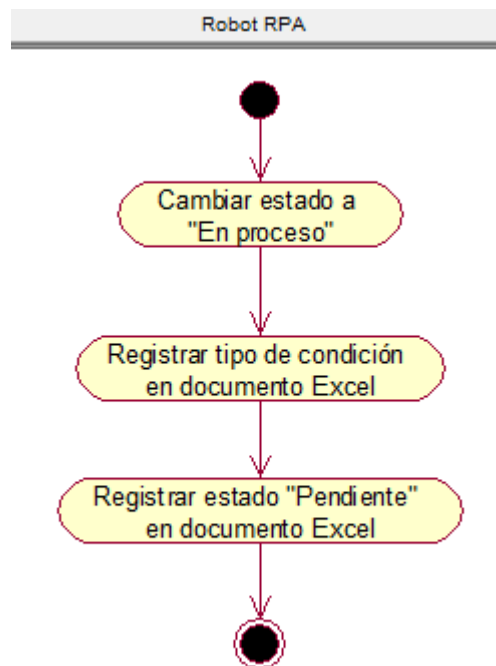 Robot RPA
Cambiar estado a
"En proceso"
Registrar tipo de condición
en documento Excel
Registrar estado "Pendiente"
en documento Excel